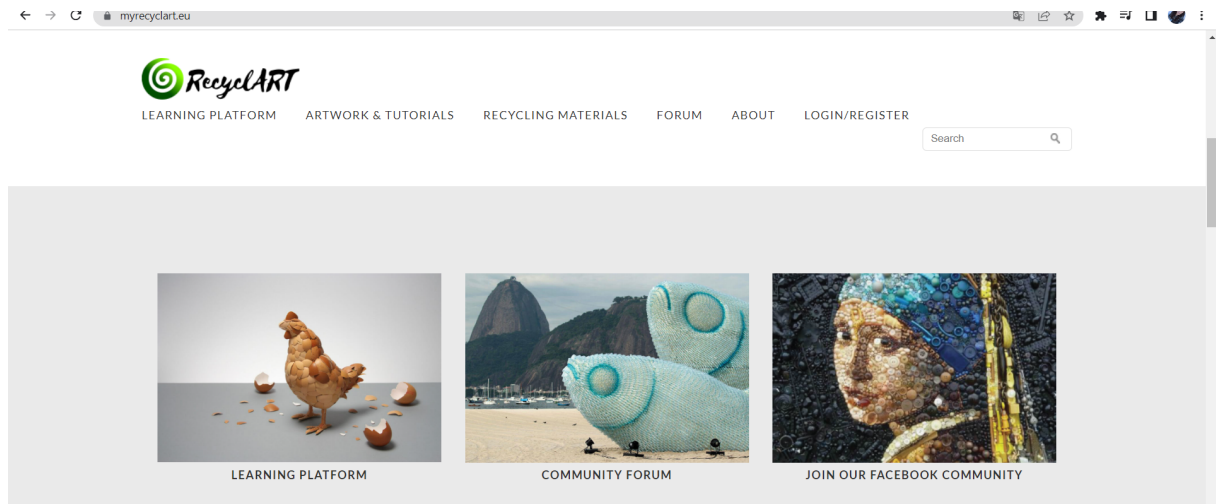 myrecyclart.eu
RecyclART
LEARNING PLATFORM ARTWORK & TUTORIALS RECYCLING MATERIALS FORUM ABOUT LOGIN/REGISTER
Search
LEARNING PLATFORM COMMUNITY FORUM JOIN OUR FACEBOOK COMMUNITY